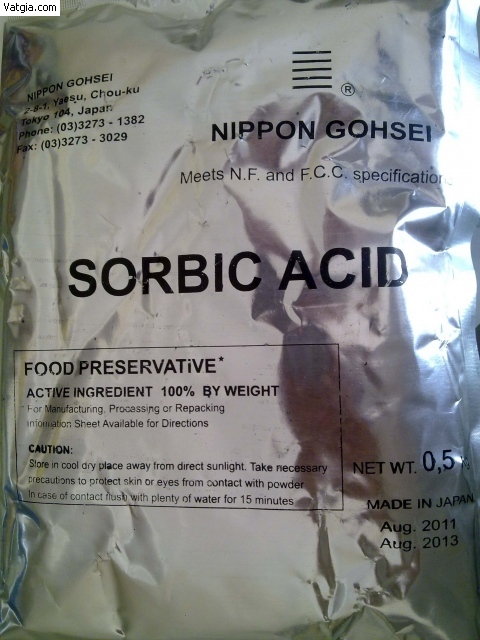 Vatgia.com
NIPPON GOHSEI
2-8-1, Yaesu, Chou-ku
Tokyo 104, Japan
Phone: (03)3273 - 1382
Fax: (03)3273 - 3029
®
NIPPON GOHSEI
Meets N.F. and F.C.C. specification
SORBIC ACID
FOOD PRESERVATiVE*
ACTIVE INGREDIENT 100% BY WEIGHT
For Manufacturing, Processing or Repacking
Information Sheet Available for Directions
CAUTION:
Store in cool dry place away from direct sunlight. Take necessary
precautions to protect skin or eyes from contact with powder
In case of contact flush with plenty of water for 15 minutes
NET WT. 0,5
MADE IN JAPAN
Aug. 2011
Aug. 2013